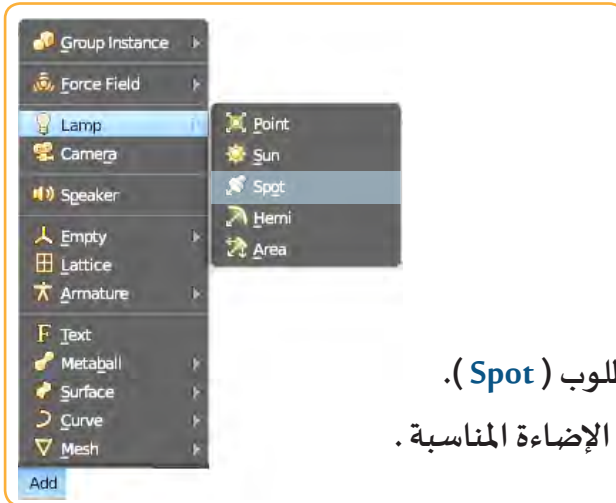 Group Instance
Force Field
Lamp
Camera
Speaker
Empty
Lattice
Armature
Text
Metaball
Surface
Curve
Mesh
Add
Point
Sun
Spot
Hemi
Area
( Spot ).
الإضاءة المناسبة .